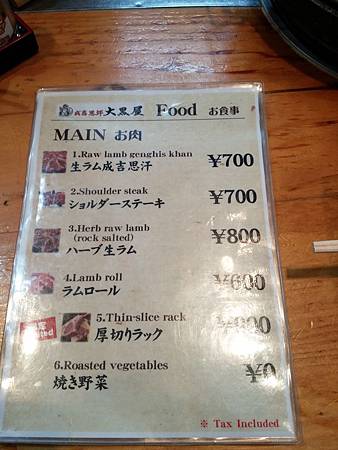 成吉思汗 大黒屋 Food お食事
MAIN お肉
1.Raw lamb genghis khan
生ラム成吉思汗 ¥700
2.Shoulder steak
ショルダーステーキ ¥700
3.Herb raw lamb
(rock salted)
ハーブ生ラム ¥800
4.Lamb roll
ラムロール ¥600
5.Thin-slice rack
厚切りラック
6.Roasted vegetables
焼き野菜 ¥0
※ Tax Included